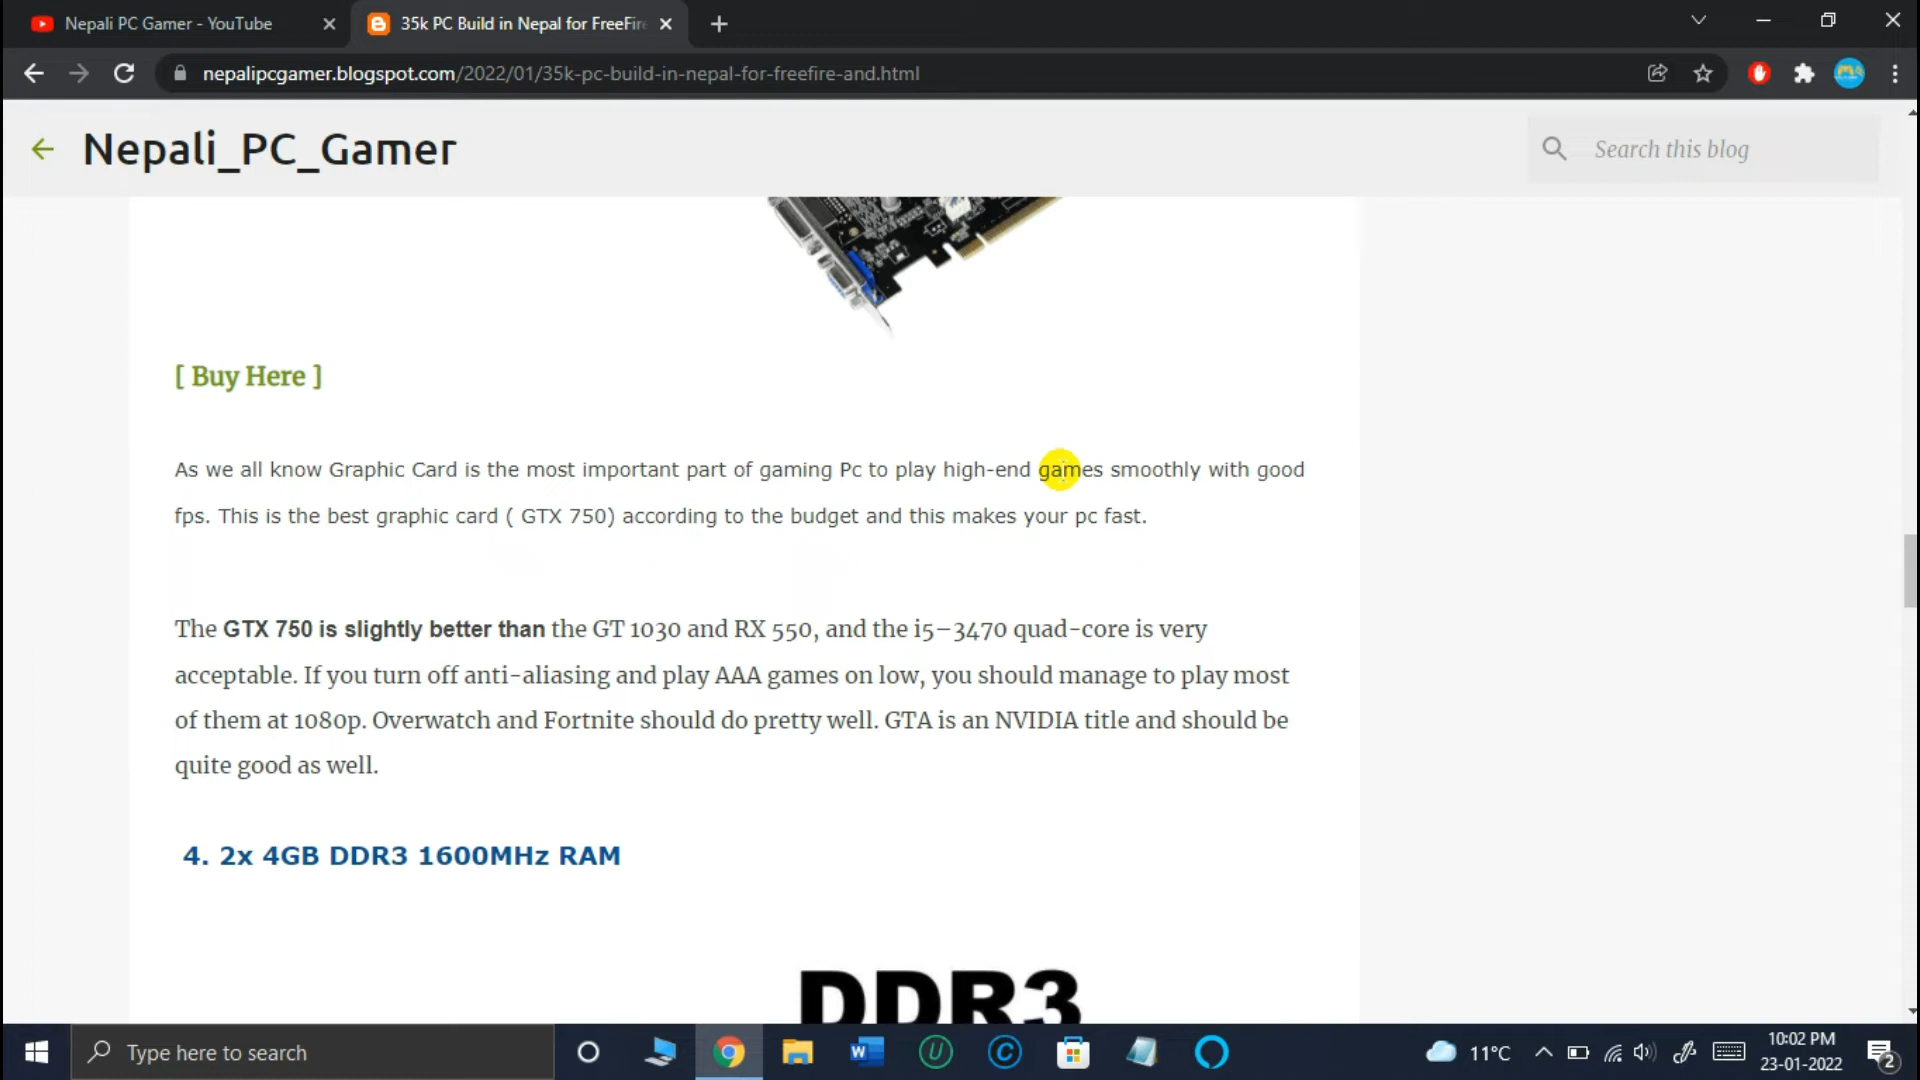 Nepali PC Gamer - YouTube
35k PC Build in Nepal for FreeFire
nepalipcgamer.blogspot.com/2022/01/35k-pc-build-in-nepal-for-freefire-and.html
Nepali_PC_Gamer
Search this blog
[ Buy Here ]
As we all know Graphic Card is the most important part of gaming Pc to play high-end games smoothly with good
fps. This is the best graphic card ( GTX 750) according to the budget and this makes your pc fast.
The GTX 750 is slightly better than the GT 1030 and RX 550, and the i5–3470 quad-core is very
acceptable. If you turn off anti-aliasing and play AAA games on low, you should manage to play most
of them at 1080p. Overwatch and Fortnite should do pretty well. GTA is an NVIDIA title and should be
quite good as well.
4. 2x 4GB DDR3 1600MHz RAM
DDR3
Type here to search
11°C
10:02 PM
23-01-2022
2